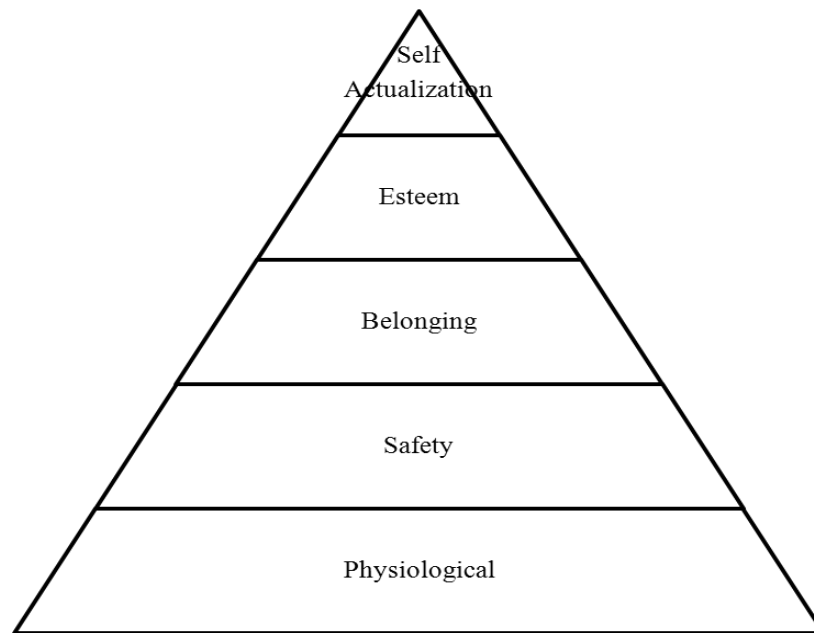 Self
Actualization
Esteem
Belonging
Safety
Physiological